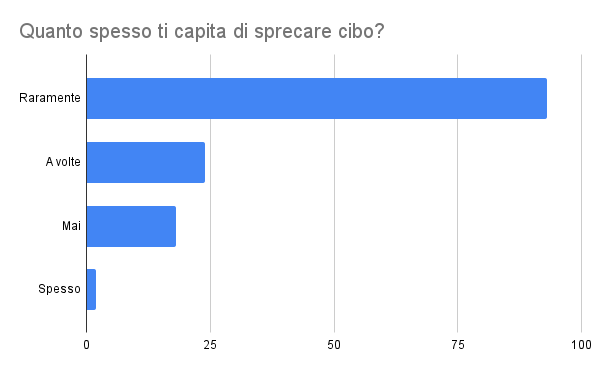 Quanto spesso ti capita di sprecare cibo?
Raramente
A volte
Mai
Spesso
0 25 50 75 100